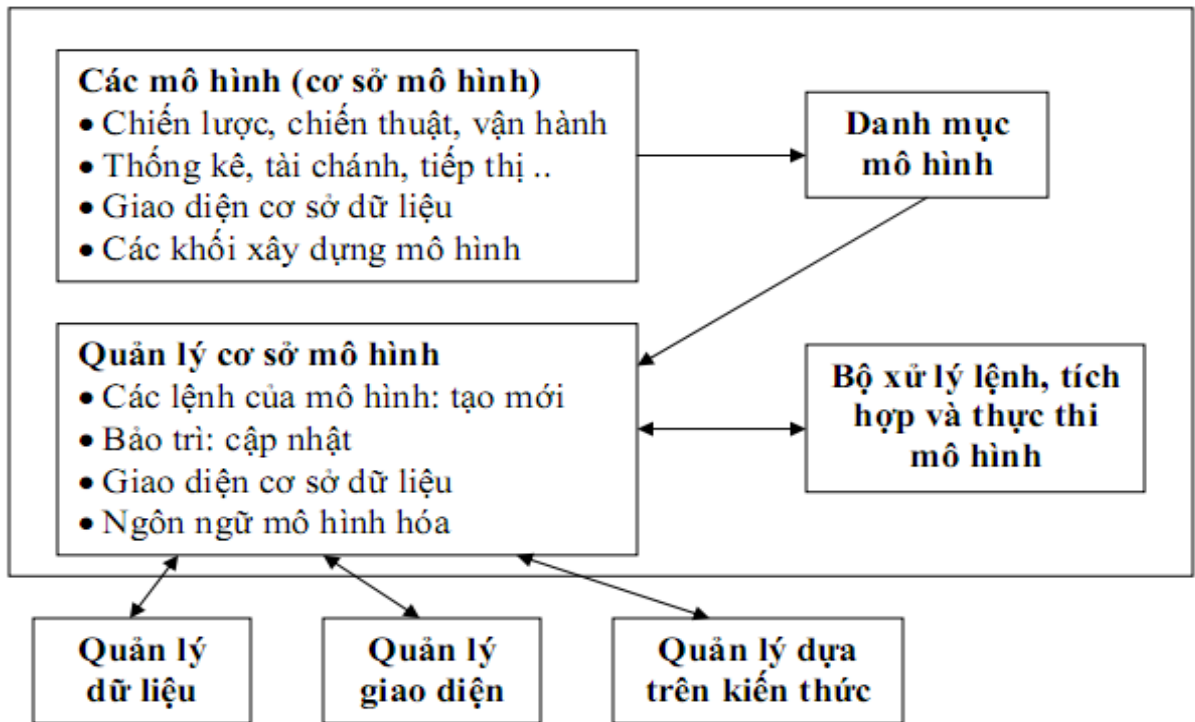 Các mô hình (cơ sở mô hình)
• Chiến lược, chiến thuật, vận hành
• Thống kê, tài chánh, tiếp thị ..
• Giao diện cơ sở dữ liệu
• Các khối xây dựng mô hình
Danh mục
mô hình
Quản lý cơ sở mô hình
• Các lệnh của mô hình: tạo mới
• Bảo trì: cập nhật
• Giao diện cơ sở dữ liệu
• Ngôn ngữ mô hình hóa
Bộ xử lý lệnh, tích
hợp và thực thi
mô hình
Quản lý
dữ liệu
Quản lý
giao diện
Quản lý dựa
trên kiến thức